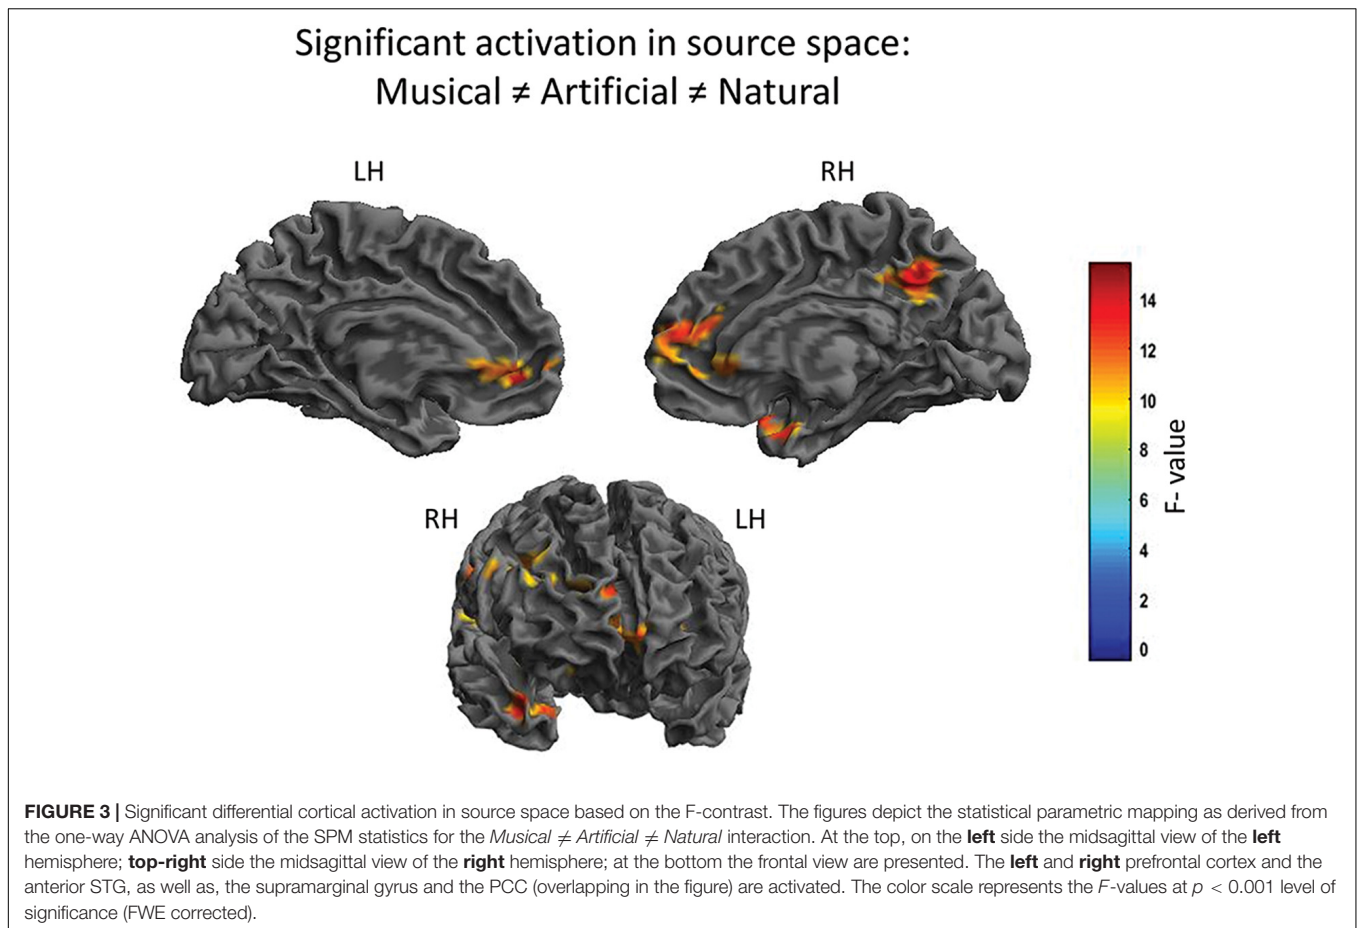 Significant activation in source space:
Musical ≠ Artificial ≠ Natural
LH
RH
14
12
10
8
6
4
2
0
F- value
RH
LH
FIGURE 3 | Significant differential cortical activation in source space based on the F-contrast. The figures depict the statistical parametric mapping as derived from
the one-way ANOVA analysis of the SPM statistics for the Musical ≠ Artificial ≠ Natural interaction. At the top, on the left side the midsagittal view of the left
hemisphere; top-right side the midsagittal view of the right hemisphere; at the bottom the frontal view are presented. The left and right prefrontal cortex and the
anterior STG, as well as, the supramarginal gyrus and the PCC (overlapping in the figure) are activated. The color scale represents the F-values at p < 0.001 level of
significance (FWE corrected).